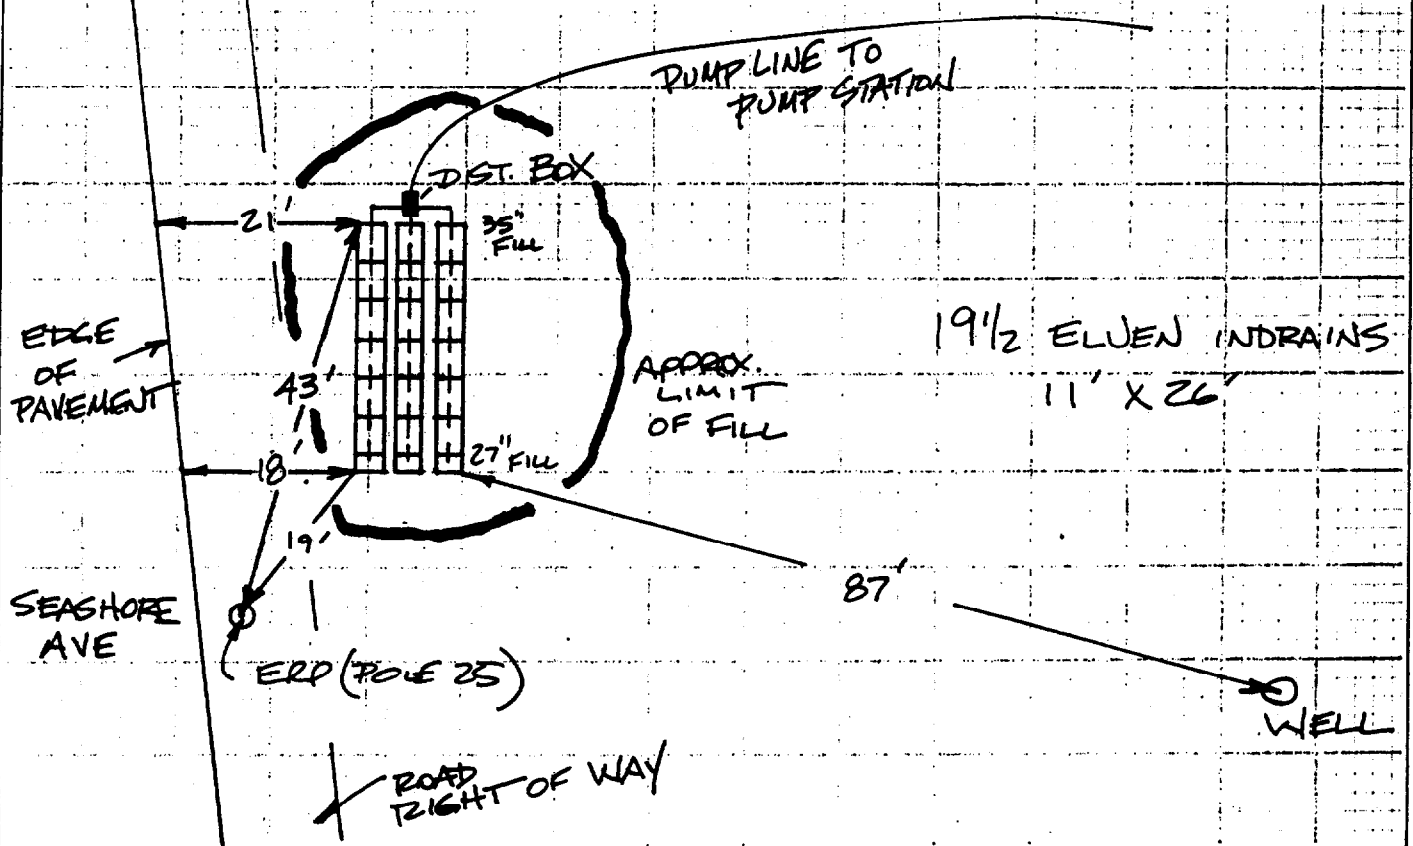 PUMP LINE TO
PUMP STATION
DIST. BOX
21'
35"
FILL
EDGE
OF
PAVEMENT
43'
APPROX.
LIMIT
OF FILL
19 1/2 ELJEN INDRAINS
11' X 26'
18'
27" FILL
19'
87'
SEASHORE
AVE
ERP (POLE 25)
WELL
ROAD
RIGHT OF WAY